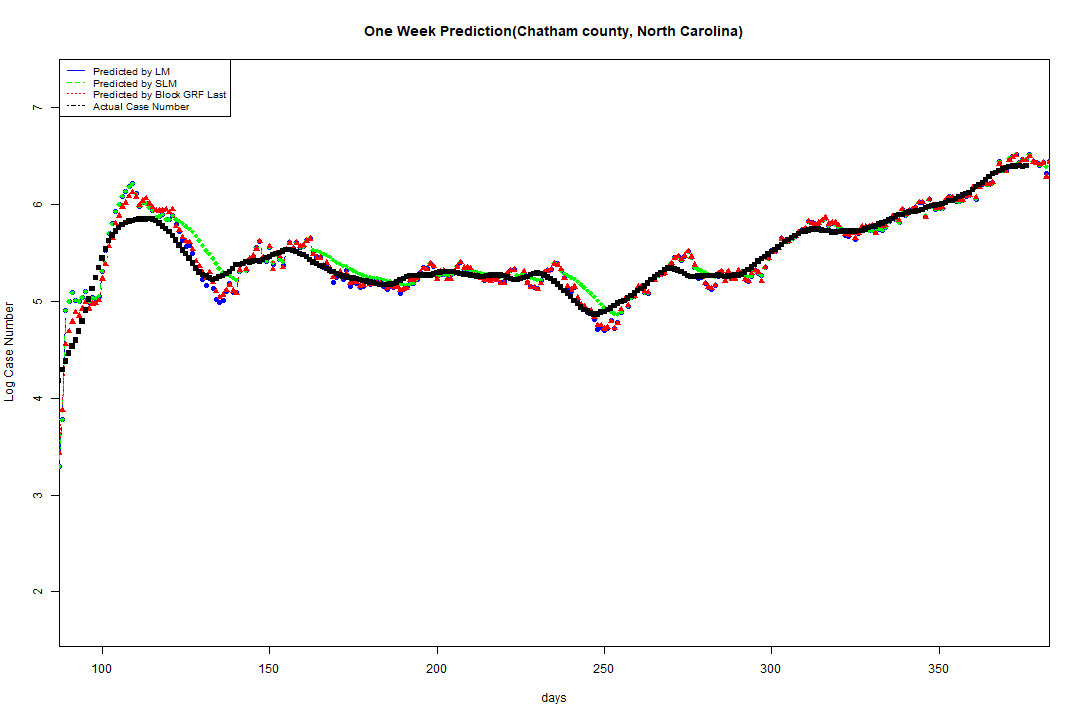 One Week Prediction(Chatham county, North Carolina)
Predicted by LM
Predicted by SLM
Predicted by Block GRF Last
Actual Case Number
7
6
5
4
3
2
Log Case Number
100 150 200 250 300 350
days